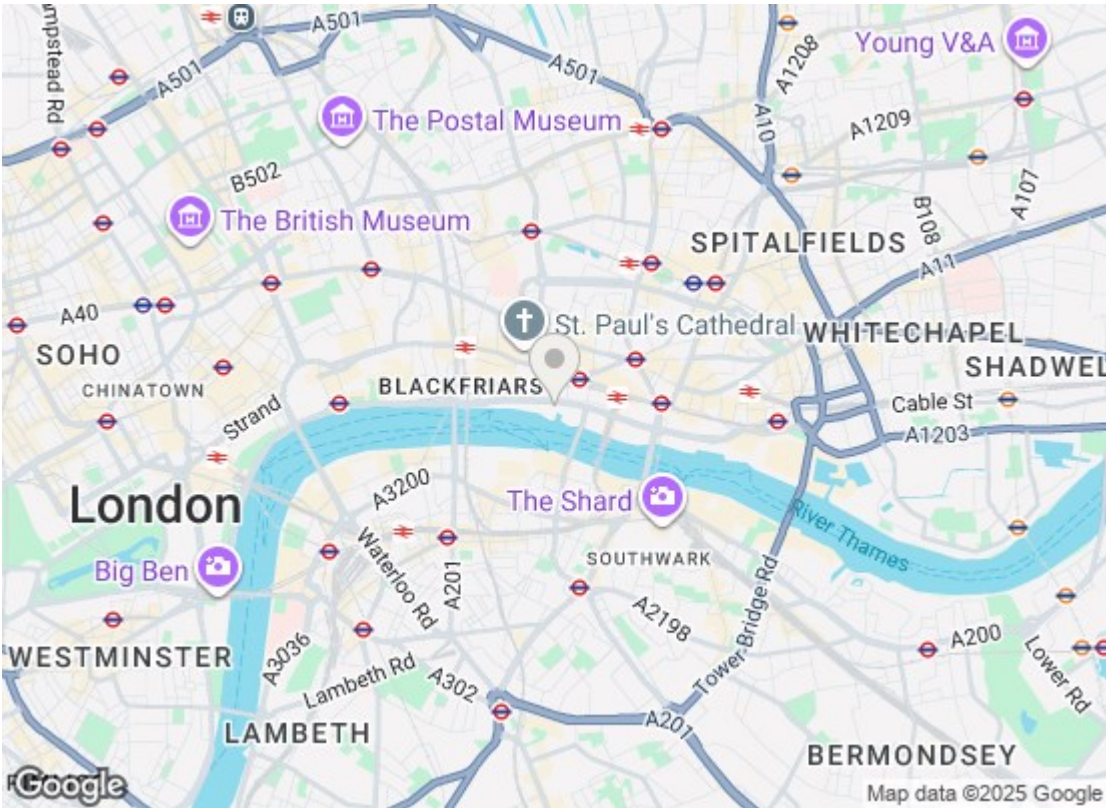 mpstead Rd
A501
A501
A501
A1208
Young V&A
The Postal Museum
A10
A1209
B502
A107
The British Museum
B108
SPITALFIELDS
A11
A40
St. Paul's Cathedral
WHITECHAPEL
SOHO
SHADWEL
CHINATOWN
BLACKFRIARS
Cable St
Strand
A1203
A3200
London
The Shard
River Thames
Waterloo Rd
Big Ben
A201
SOUTHWARK
Tower Bridge Rd
A2198
A200
WESTMINSTER
A3036
Lower Rd
Lambeth Rd
A302
LAMBETH
A201
BERMONDSEY
Google
Map data ©2025 Google